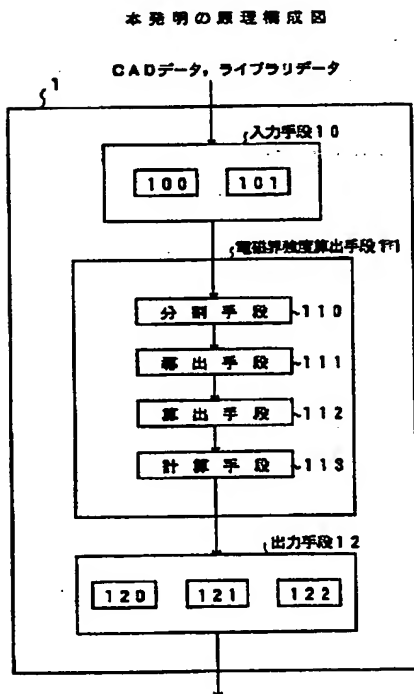 本発明の原理構成図
CADデータ，ライブラリデータ
1
入力手段10
100 101
電磁界強度算出手段11
分割手段 110
導出手段 111
算出手段 112
計算手段 113
出力手段12
120 121 122